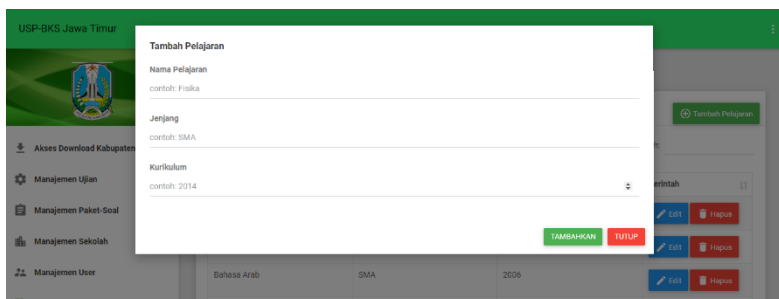 USP-BKS Jawa Timur
Tambah Pelajaran
Nama Pelajaran
contoh: Fisika
Jenjang
contoh: SMA
Kurikulum
contoh: 2014
TAMBAHKAN TUTUP
Tambah Pelajaran
Akses Download Kabupaten
Manajemen Ujian
Manajemen Paket-Soal
Manajemen Sekolah
Manajemen User
erintah
Edit Hapus
Edit Hapus
Bahasa Arab SMA 2006 Edit Hapus